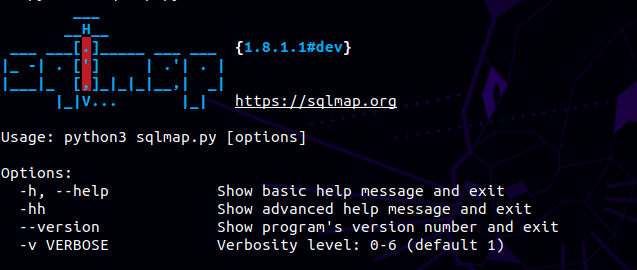 ___
       __H__
 ___ ___[.]_____ ___ ___  {1.8.1.1#dev}
|_ -| . [']     | .'| . |
|___|_  [,]_|_|_|__,|  _|
      |_|V...       |_|   https://sqlmap.org
Usage: python3 sqlmap.py [options]
Options:
  -h, --help            Show basic help message and exit
  -hh                   Show advanced help message and exit
  --version             Show program's version number and exit
  -v VERBOSE            Verbosity level: 0-6 (default 1)